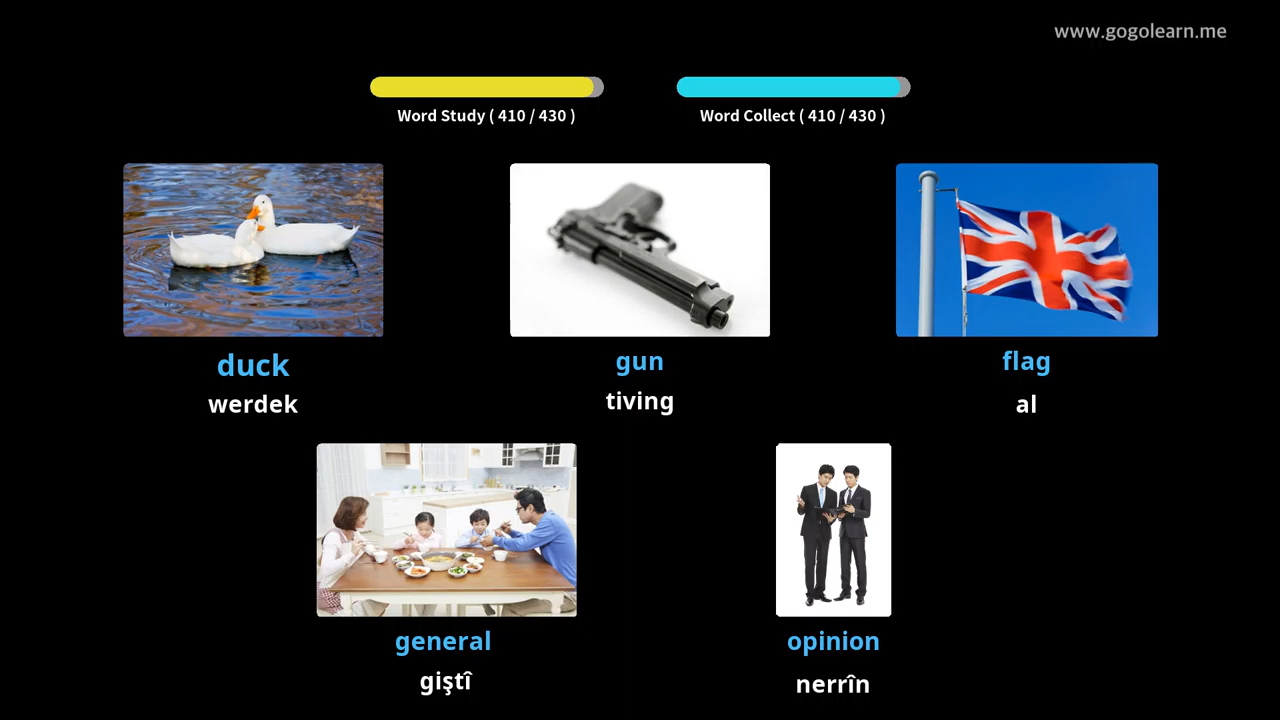 www.gogolearn.me
Word Study ( 410 / 430 )
Word Collect ( 410 / 430 )
duck
werdek
gun
tiving
flag
al
general
giştî
opinion
nerrîn